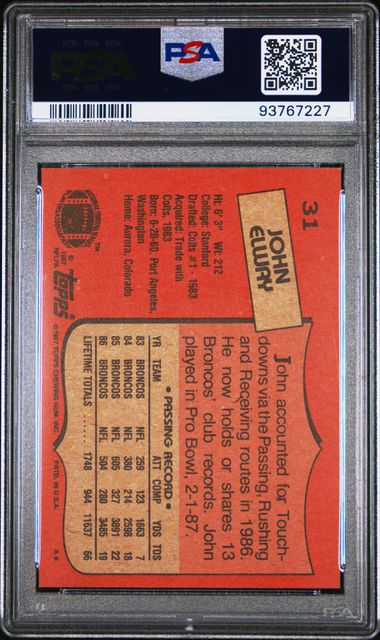 PSA
PSA
93767227
31
JOHN
ELWAY
Ht: 6' 3" Wt: 212
College: Stanford
Drafted: Colts #1 - 1983
Acquired: Trade with
Colts, 1983
Born: 6-28-60, Port Angeles,
Washington
Home: Aurora, Colorado
TM
1987
NFLPA
topps
©1987 TOPPS CHEWING GUM, INC.
PRTD. IN U.S.A.
A*
John accounted for Touch-
downs via the Passing, Rushing
and Receiving routes in 1986.
He now holds or shares 13
Broncos' club records. John
played in Pro Bowl, 2-1-87.
• PASSING RECORD •
YR TEAM ATT COMP YDS TDS
83 BRONCOS NFL 259 123 1663 7
84 BRONCOS NFL 380 214 2598 18
85 BRONCOS NFL 605 327 3891 22
86 BRONCOS NFL 504 280 3485 19
LIFETIME TOTALS ...... 1748 944 11637 66